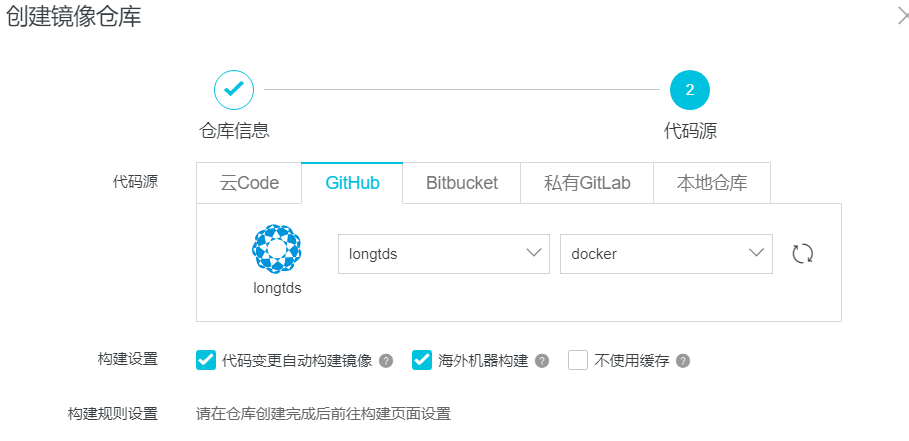 创建镜像仓库
2
仓库信息 代码源
代码源 云Code GitHub Bitbucket 私有GitLab 本地仓库
longtds docker
longtds
构建设置 代码变更自动构建镜像 ? 海外机器构建 ? 不使用缓存 ?
构建规则设置 请在仓库创建完成后前往构建页面设置